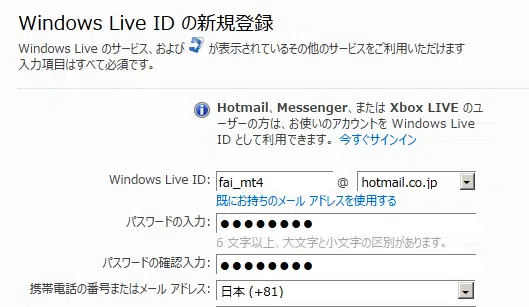 Windows Live ID の新規登録
Windows Live のサービス、および が表示されているその他のサービスをご利用いただけます
入力項目はすべて必須です。
Hotmail、Messenger、または Xbox LIVE のユ
ーザーの方は、お使いのアカウントを Windows Live
ID として利用できます。 今すぐサインイン
Windows Live ID: fai_mt4 @ hotmail.co.jp
既にお持ちのメール アドレスを使用する
パスワードの入力: ●●●●●●●●
6 文字以上、大文字と小文字の区別があります。
パスワードの確認入力: ●●●●●●●●
携帯電話の番号またはメール アドレス: 日本 (+81)